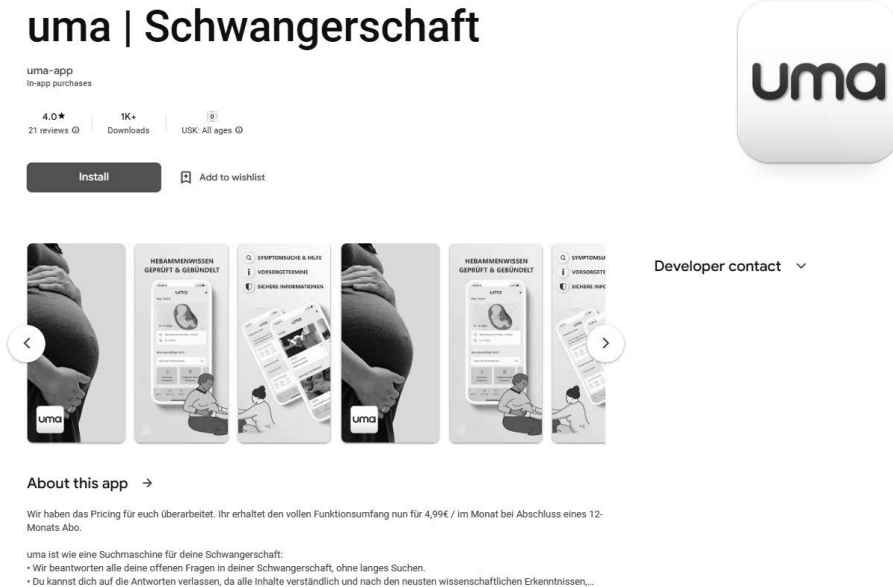 uma | Schwangerschaft
uma
uma-app
In-app purchases
4.0★
21 reviews
1K+
Downloads
0
USK: All ages
Install
Add to wishlist
uma
HEBAMMENWISSEN
GEPRÜFT & GEBÜNDELT
uma
SYMPTOMSUCHE & HILFE
VORSORGETERMINE
SICHERE INFORMATIONEN
uma
HEBAMMENWISSEN
GEPRÜFT & GEBÜNDELT
uma
Developer contact
About this app
Wir haben das Pricing für euch überarbeitet. Ihr erhaltet den vollen Funktionsumfang nun für 4,99€ / im Monat bei Abschluss eines 12-
Monats Abo.
uma ist wie eine Suchmaschine für deine Schwangerschaft:
• Wir beantworten alle deine offenen Fragen in deiner Schwangerschaft, ohne langes Suchen.
• Du kannst dich auf die Antworten verlassen, da alle Inhalte verständlich und nach den neusten wissenschaftlichen Erkenntnissen,...